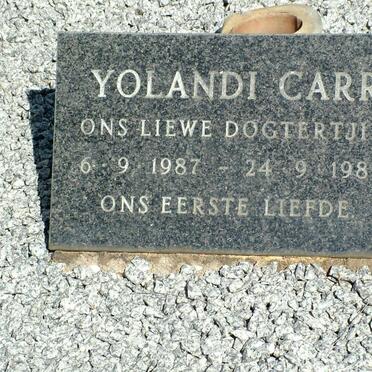 YOLANDI CARR
ONS LIEWE DOGTERTJI
6 - 9 - 1987 - 24 - 9 - 198
ONS EERSTE LIEFDE